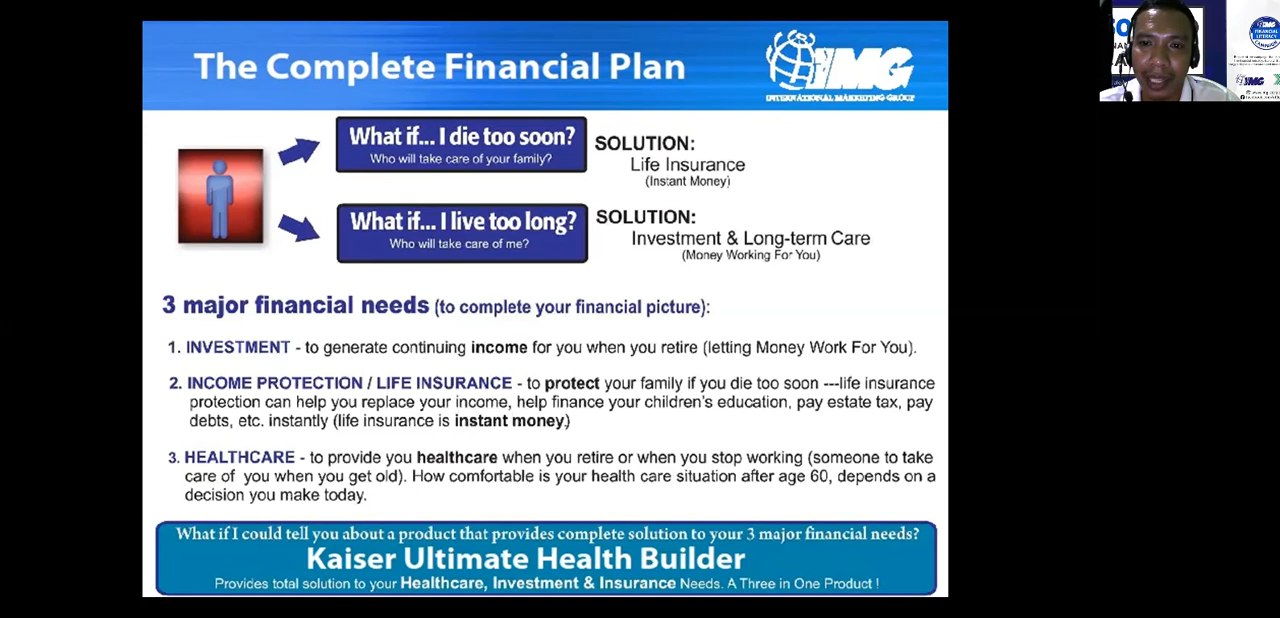 The Complete Financial Plan
IMG
INTERNATIONAL MARKETING GROUP
What if... I die too soon?
Who will take care of your family?
SOLUTION:
Life Insurance
(Instant Money)
What if... I live too long?
Who will take care of me?
SOLUTION:
Investment & Long-term Care
(Money Working For You)
3 major financial needs (to complete your financial picture):
1. INVESTMENT - to generate continuing income for you when you retire (letting Money Work For You).
2. INCOME PROTECTION / LIFE INSURANCE - to protect your family if you die too soon ---life insurance
protection can help you replace your income, help finance your children's education, pay estate tax, pay
debts, etc. instantly (life insurance is instant money.)
3. HEALTHCARE - to provide you healthcare when you retire or when you stop working (someone to take
care of you when you get old). How comfortable is your health care situation after age 60, depends on a
decision you make today.
What if I could tell you about a product that provides complete solution to your 3 major financial needs?
Kaiser Ultimate Health Builder
Provides total solution to your Healthcare, Investment & Insurance Needs. A Three in One Product !
IMG
FINANCIAL
LITERACY
CAMPAIGN
IMG